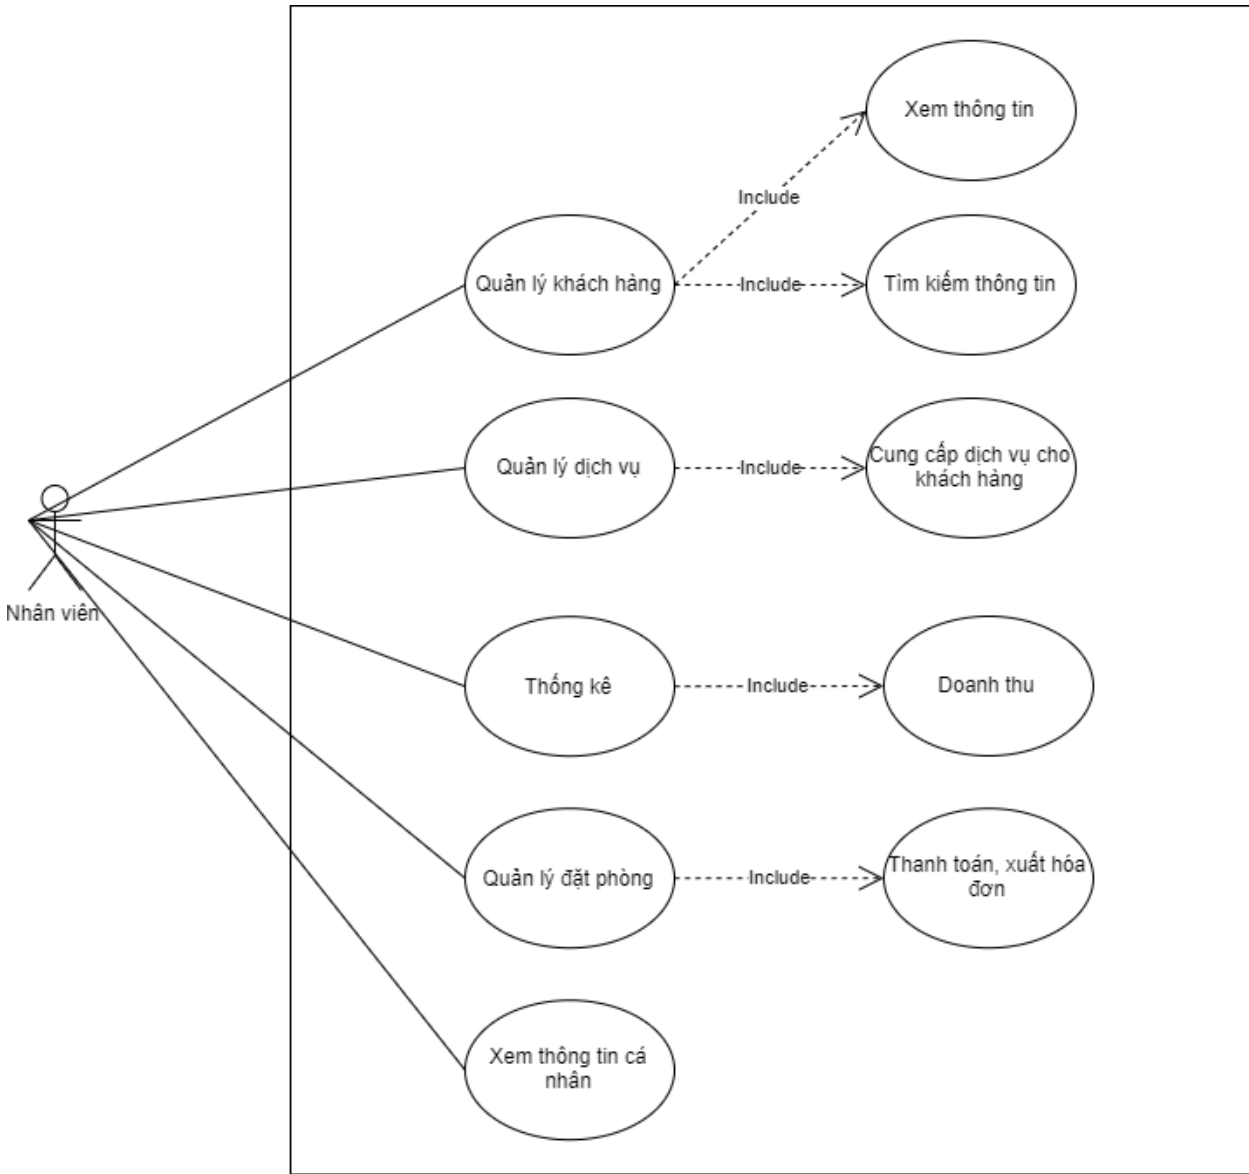 Xem thông tin
Include
Quản lý khách hàng
Include
Tìm kiếm thông tin
Quản lý dịch vụ
Include
Cung cấp dịch vụ cho
khách hàng
Nhân viên
Thống kê
Include
Doanh thu
Quản lý đặt phòng
Include
Thanh toán, xuất hóa
đơn
Xem thông tin cá
nhân